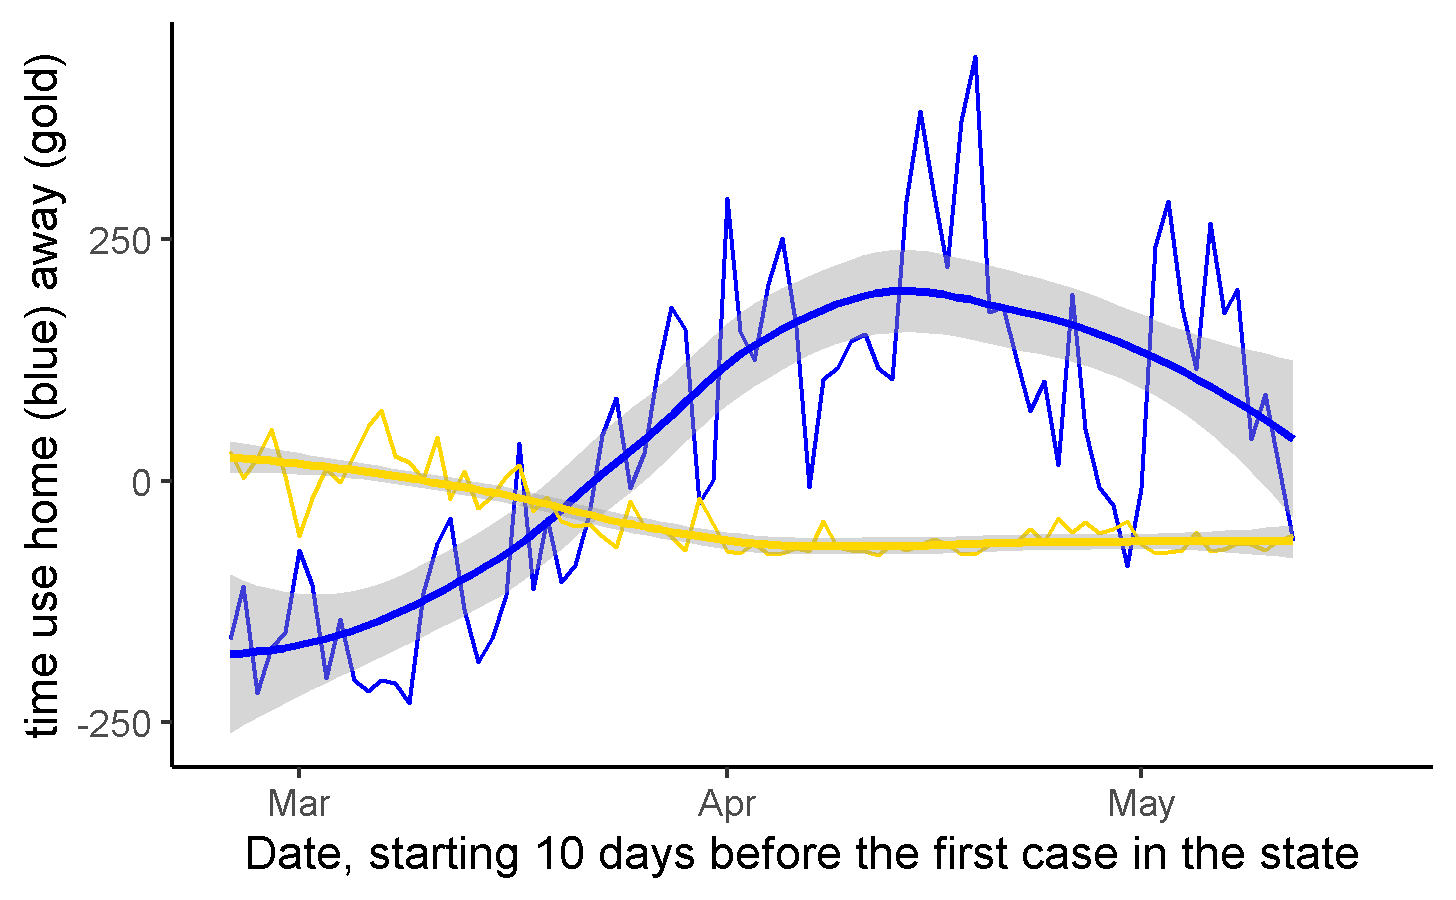 time use home (blue) away (gold)
250
0
-250
Mar
Apr
May
Date, starting 10 days before the first case in the state